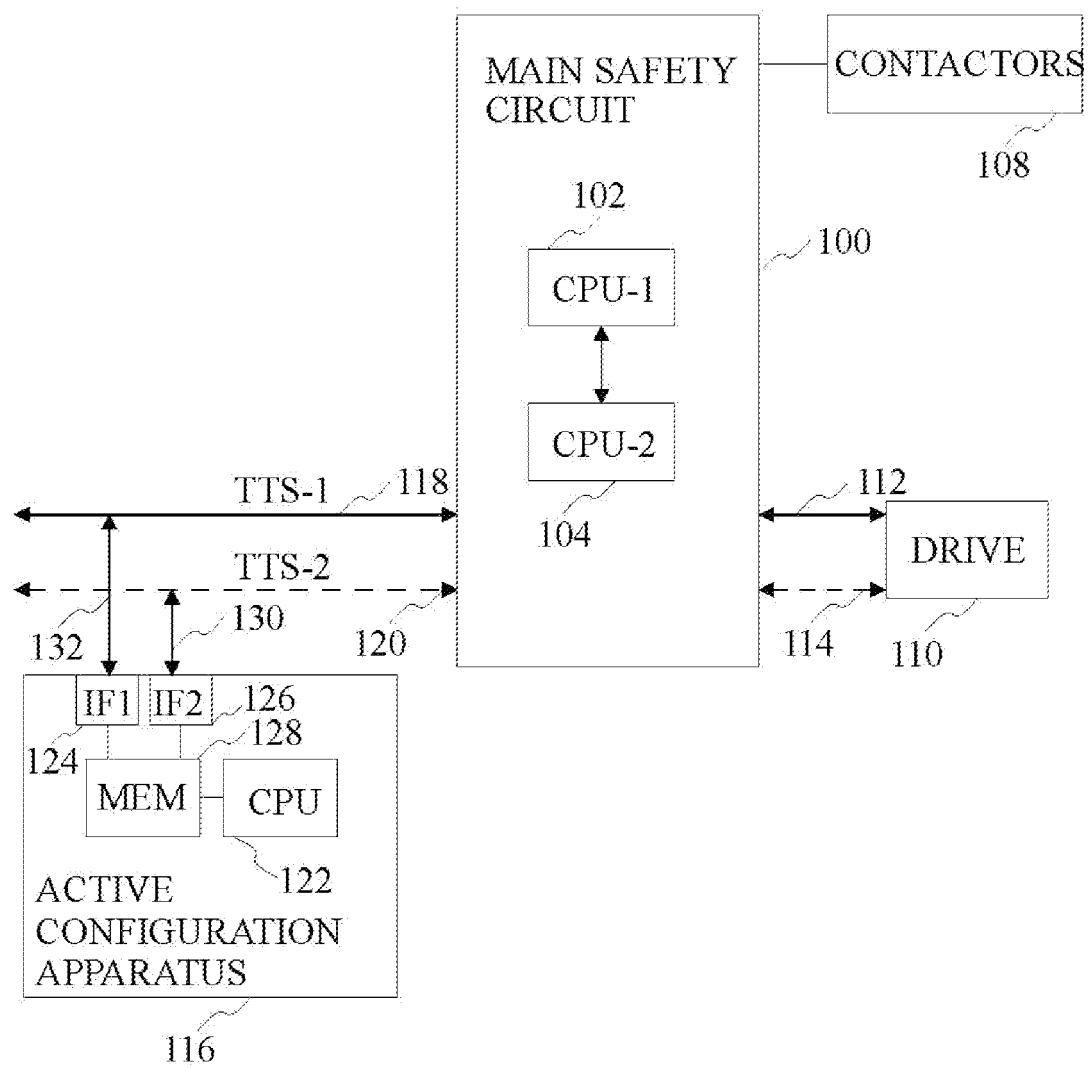 MAIN SAFETY
CIRCUIT
CONTACTORS
108
102
CPU-1
100
CPU-2
104
TTS-1
118
112
DRIVE
TTS-2
132
130
120
114
110
IF1
IF2
126
124
128
MEM
CPU
122
ACTIVE
CONFIGURATION
APPARATUS
116